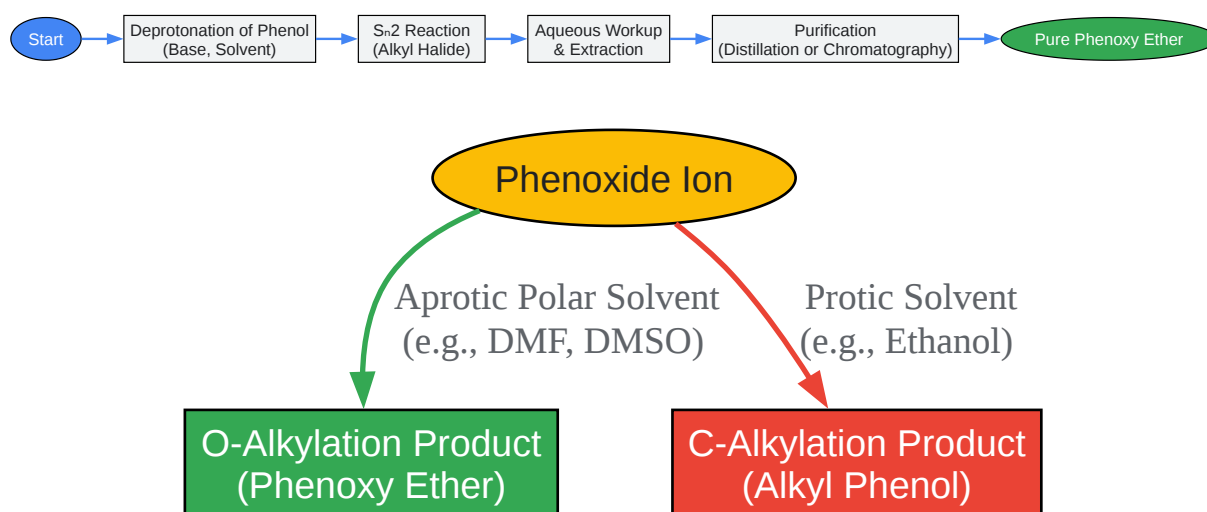 Start
Deprotonation of Phenol
(Base, Solvent)
Sₙ2 Reaction
(Alkyl Halide)
Aqueous Workup
& Extraction
Purification
(Distillation or Chromatography)
Pure Phenoxy Ether
Phenoxide Ion
Aprotic Polar Solvent
(e.g., DMF, DMSO)
Protic Solvent
(e.g., Ethanol)
O-Alkylation Product
(Phenoxy Ether)
C-Alkylation Product
(Alkyl Phenol)